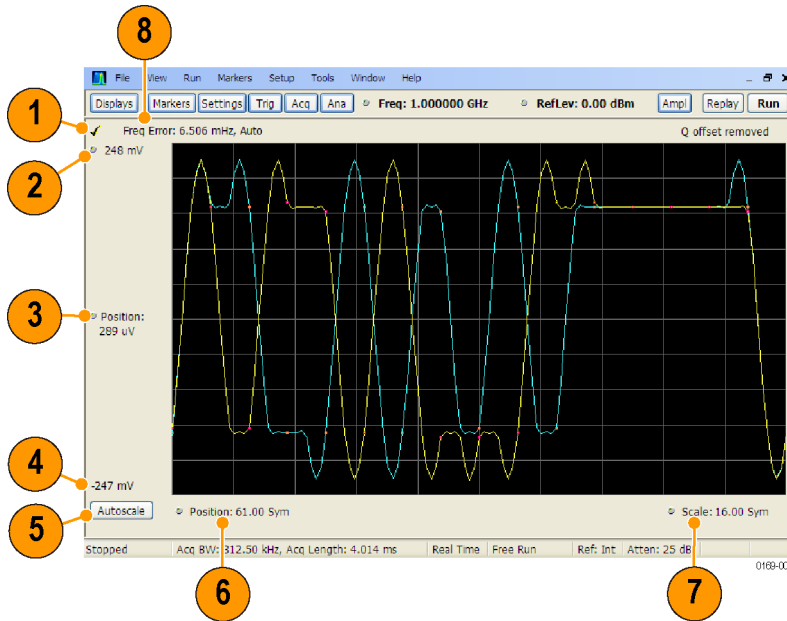 8
File View Run Markers Setup Tools Window Help
Displays Markers Settings Trig Acq Ana Freq: 1.000000 GHz RefLev: 0.00 dBm Ampl Replay Run
1
Freq Error: 6.506 mHz, Auto Q offset removed
2
248 mV
3
Position:
289 uV
4
-247 mV
5
Autoscale Position: 61.00 Sym Scale: 16.00 Sym
Stopped Acq BW: 312.50 kHz, Acq Length: 4.014 ms Real Time Free Run Ref: Int Atten: 25 dB
6
7